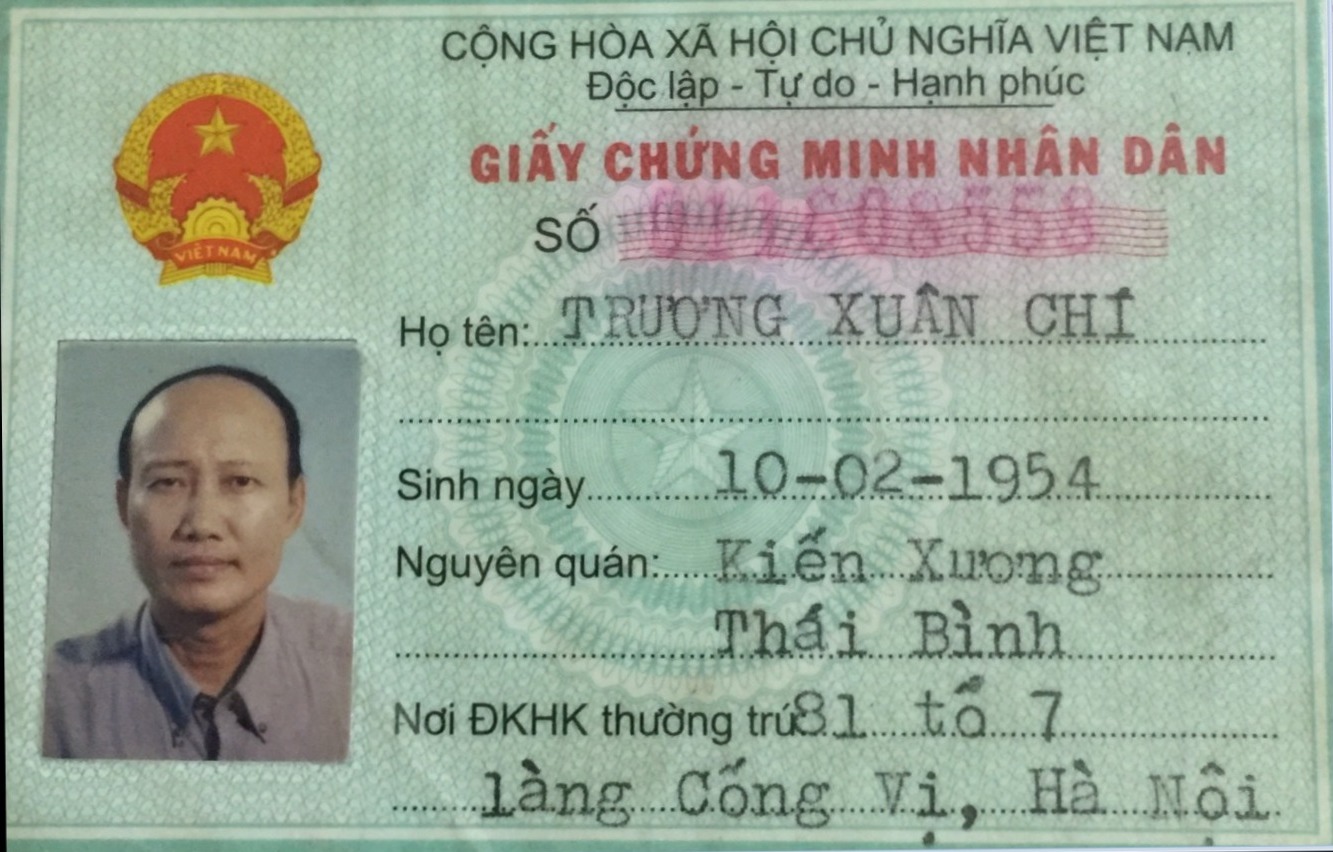 CỘNG HÒA XÃ HỘI CHỦ NGHĨA VIỆT NAM
Độc lập - Tự do - Hạnh phúc
GIẤY CHỨNG MINH NHÂN DÂN
SỐ
VIỆT NAM
Họ tên: TRƯƠNG XUÂN CHÍ
Sinh ngày 10-02-1954
Nguyên quán: Kiến Xương
Thái Bình
Nơi ĐKHK thường trú 81 tổ 7
làng Cống Vị, Hà Nội